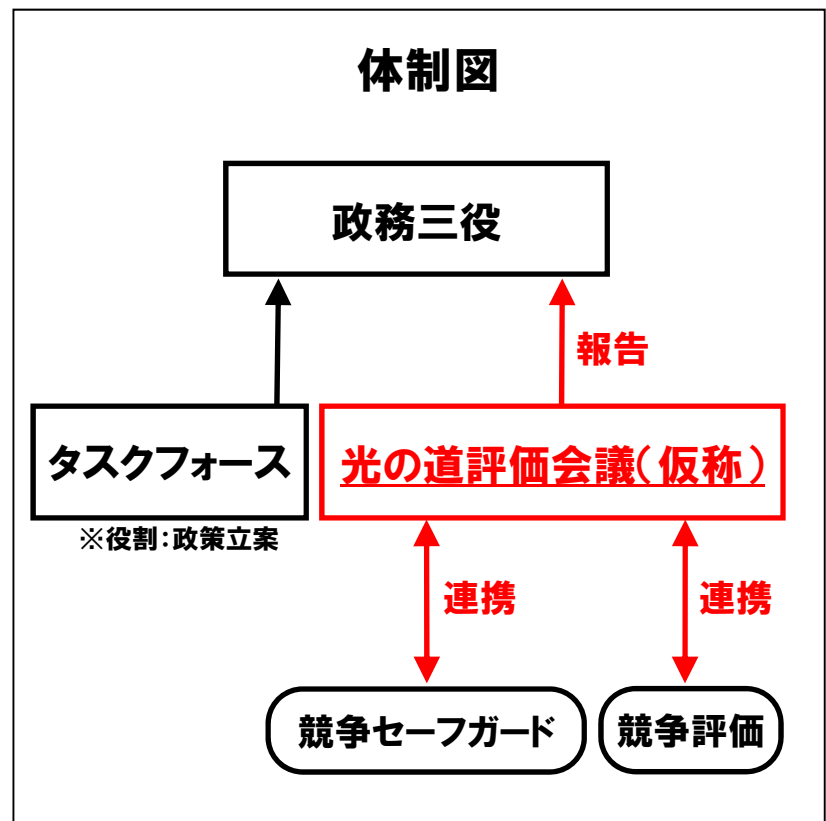 体制図
政務三役
報告
タスクフォース
光の道評価会議(仮称)
※役割:政策立案
連携
連携
競争セーフガード
競争評価